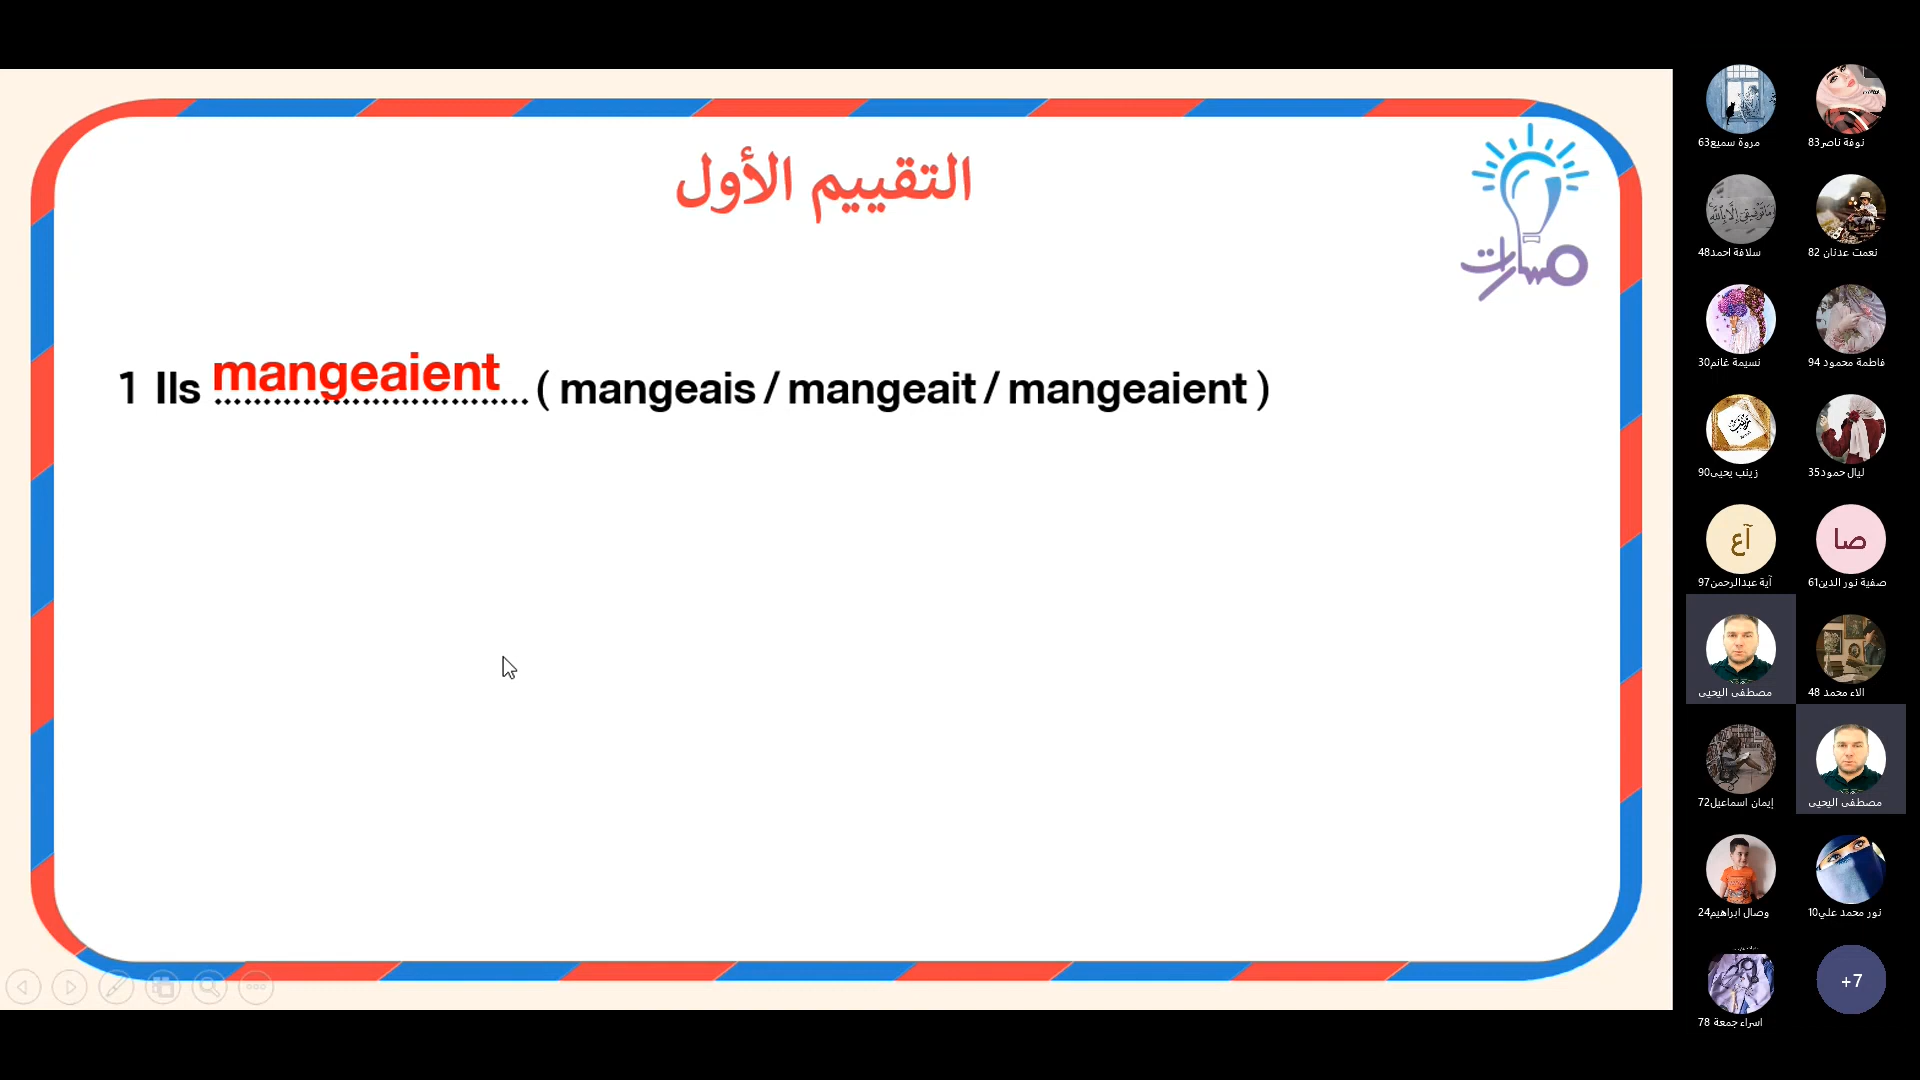 التقييم الأول
مسارات
1 Ils mangeaient ................................ ( mangeais / mangeait / mangeaient )
مروة سميع63
نوفة ناصر83
سلافة احمد48
نعمت عدنان 82
نسيمة غانم30
فاطمة محمود 94
زينب يحيى90
ليال حمود35
آع
صا
آية عبدالرحمن97
صفية نور الدين61
مصطفى اليحيى
الاء محمد 48
إيمان اسماعيل72
مصطفى اليحيى
وصال ابراهيم24
نور محمد علي10
اسراء جمعة 78
+7